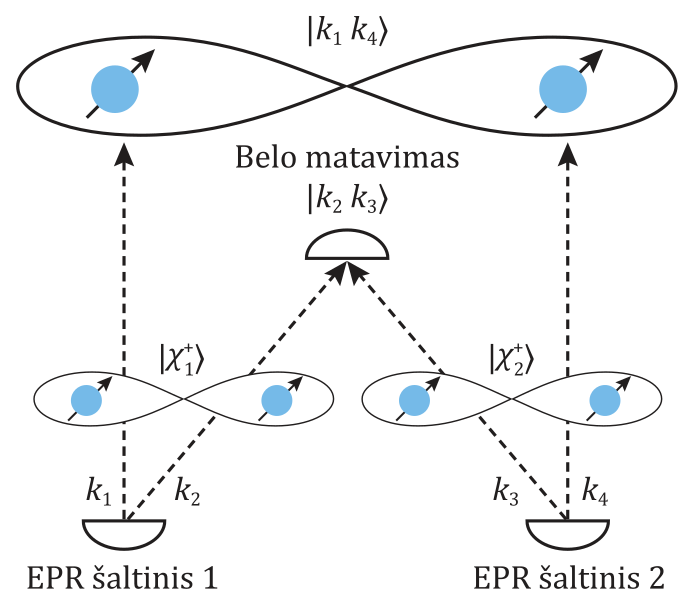 |k₁ k₄⟩
Belo matavimas
|k₂ k₃⟩
|χ₁⁺⟩
|χ₂⁺⟩
k₁
k₂
k₃
k₄
EPR šaltinis 1
EPR šaltinis 2